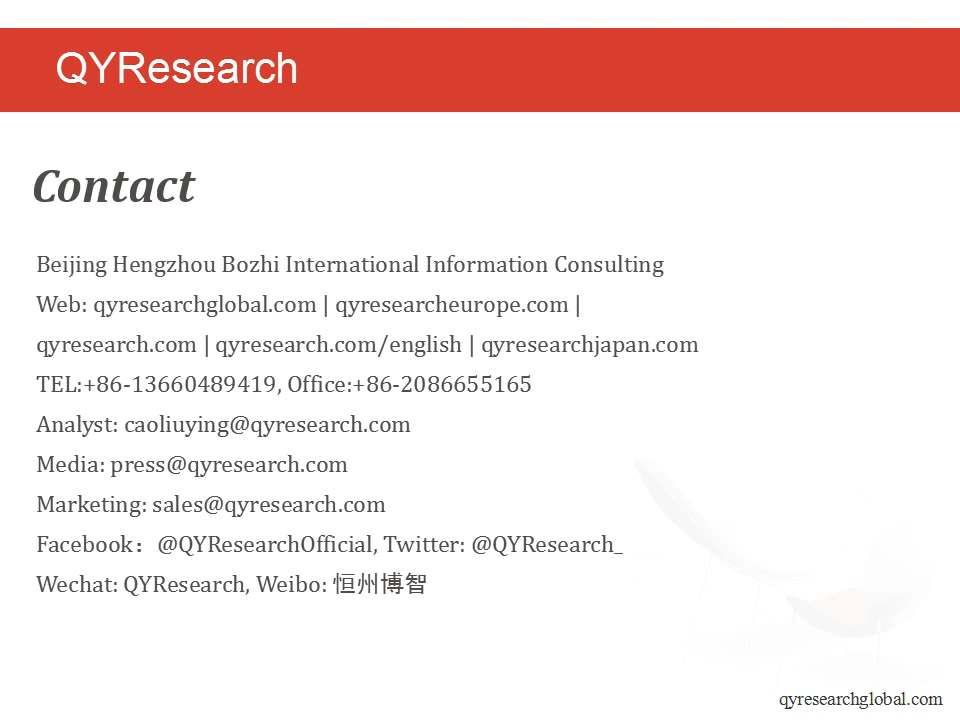 QYResearch
Contact
Beijing Hengzhou Bozhi International Information Consulting
Web: qyresearchglobal.com | qyresearcheurope.com |
qyresearch.com | qyresearch.com/english | qyresearchjapan.com
TEL:+86-13660489419, Office:+86-2086655165
Analyst: caoliuying@qyresearch.com
Media: press@qyresearch.com
Marketing: sales@qyresearch.com
Facebook：@QYResearchOfficial, Twitter: @QYResearch_
Wechat: QYResearch, Weibo: 恒州博智
qyresearchglobal.com